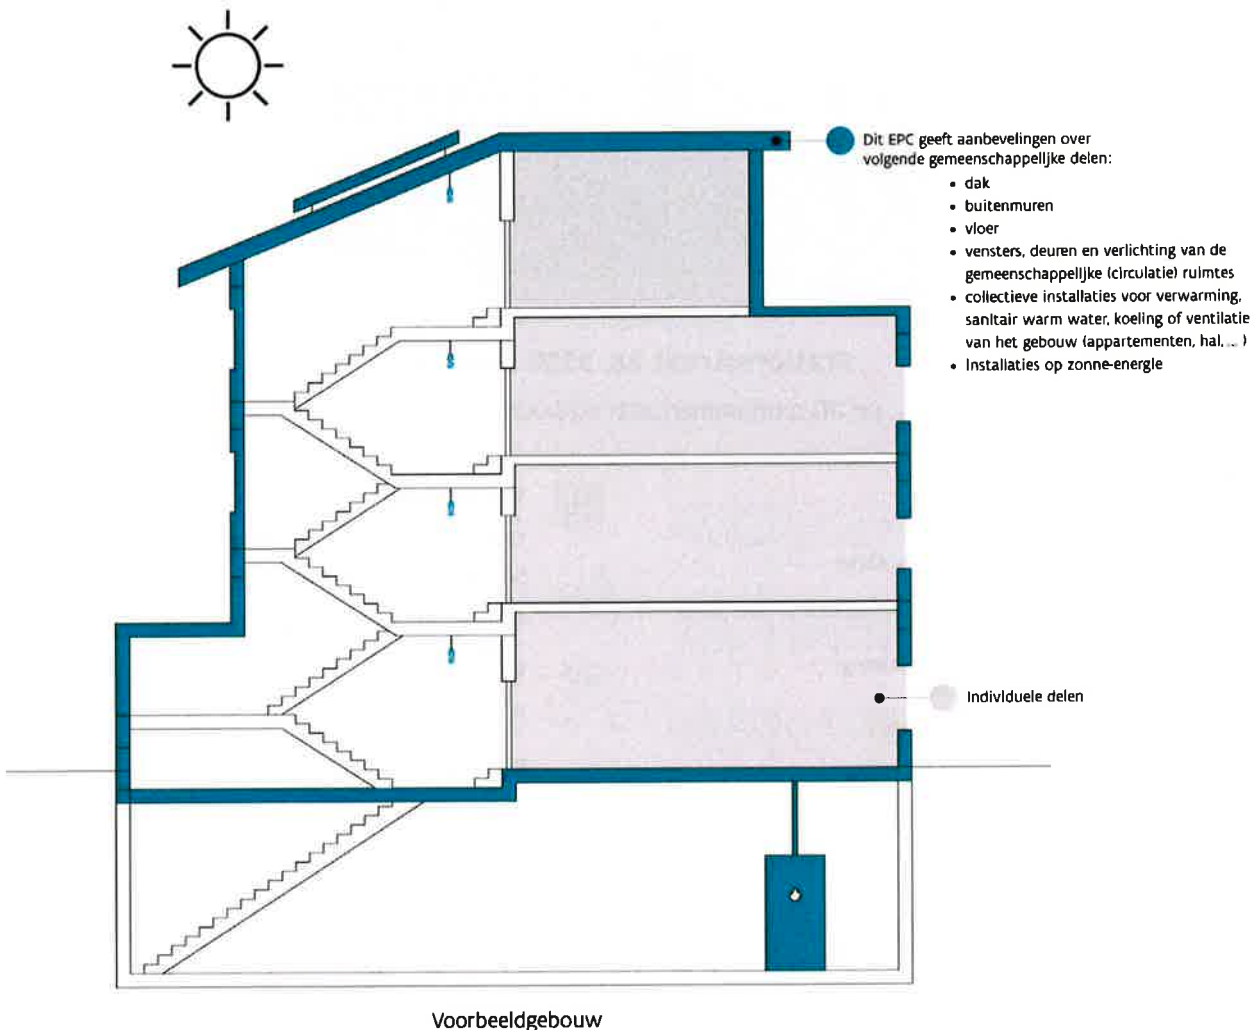 Dit EPC geeft aanbevelingen over
volgende gemeenschappelijke delen:
• dak
• buitenmuren
• vloer
• vensters, deuren en verlichting van de
gemeenschappelijke (circulatie) ruimtes
• collectieve installaties voor verwarming,
sanitair warm water, koeling of ventilatie
van het gebouw (appartementen, hal, ... )
• Installaties op zonne-energie
Individuele delen
Voorbeeldgebouw